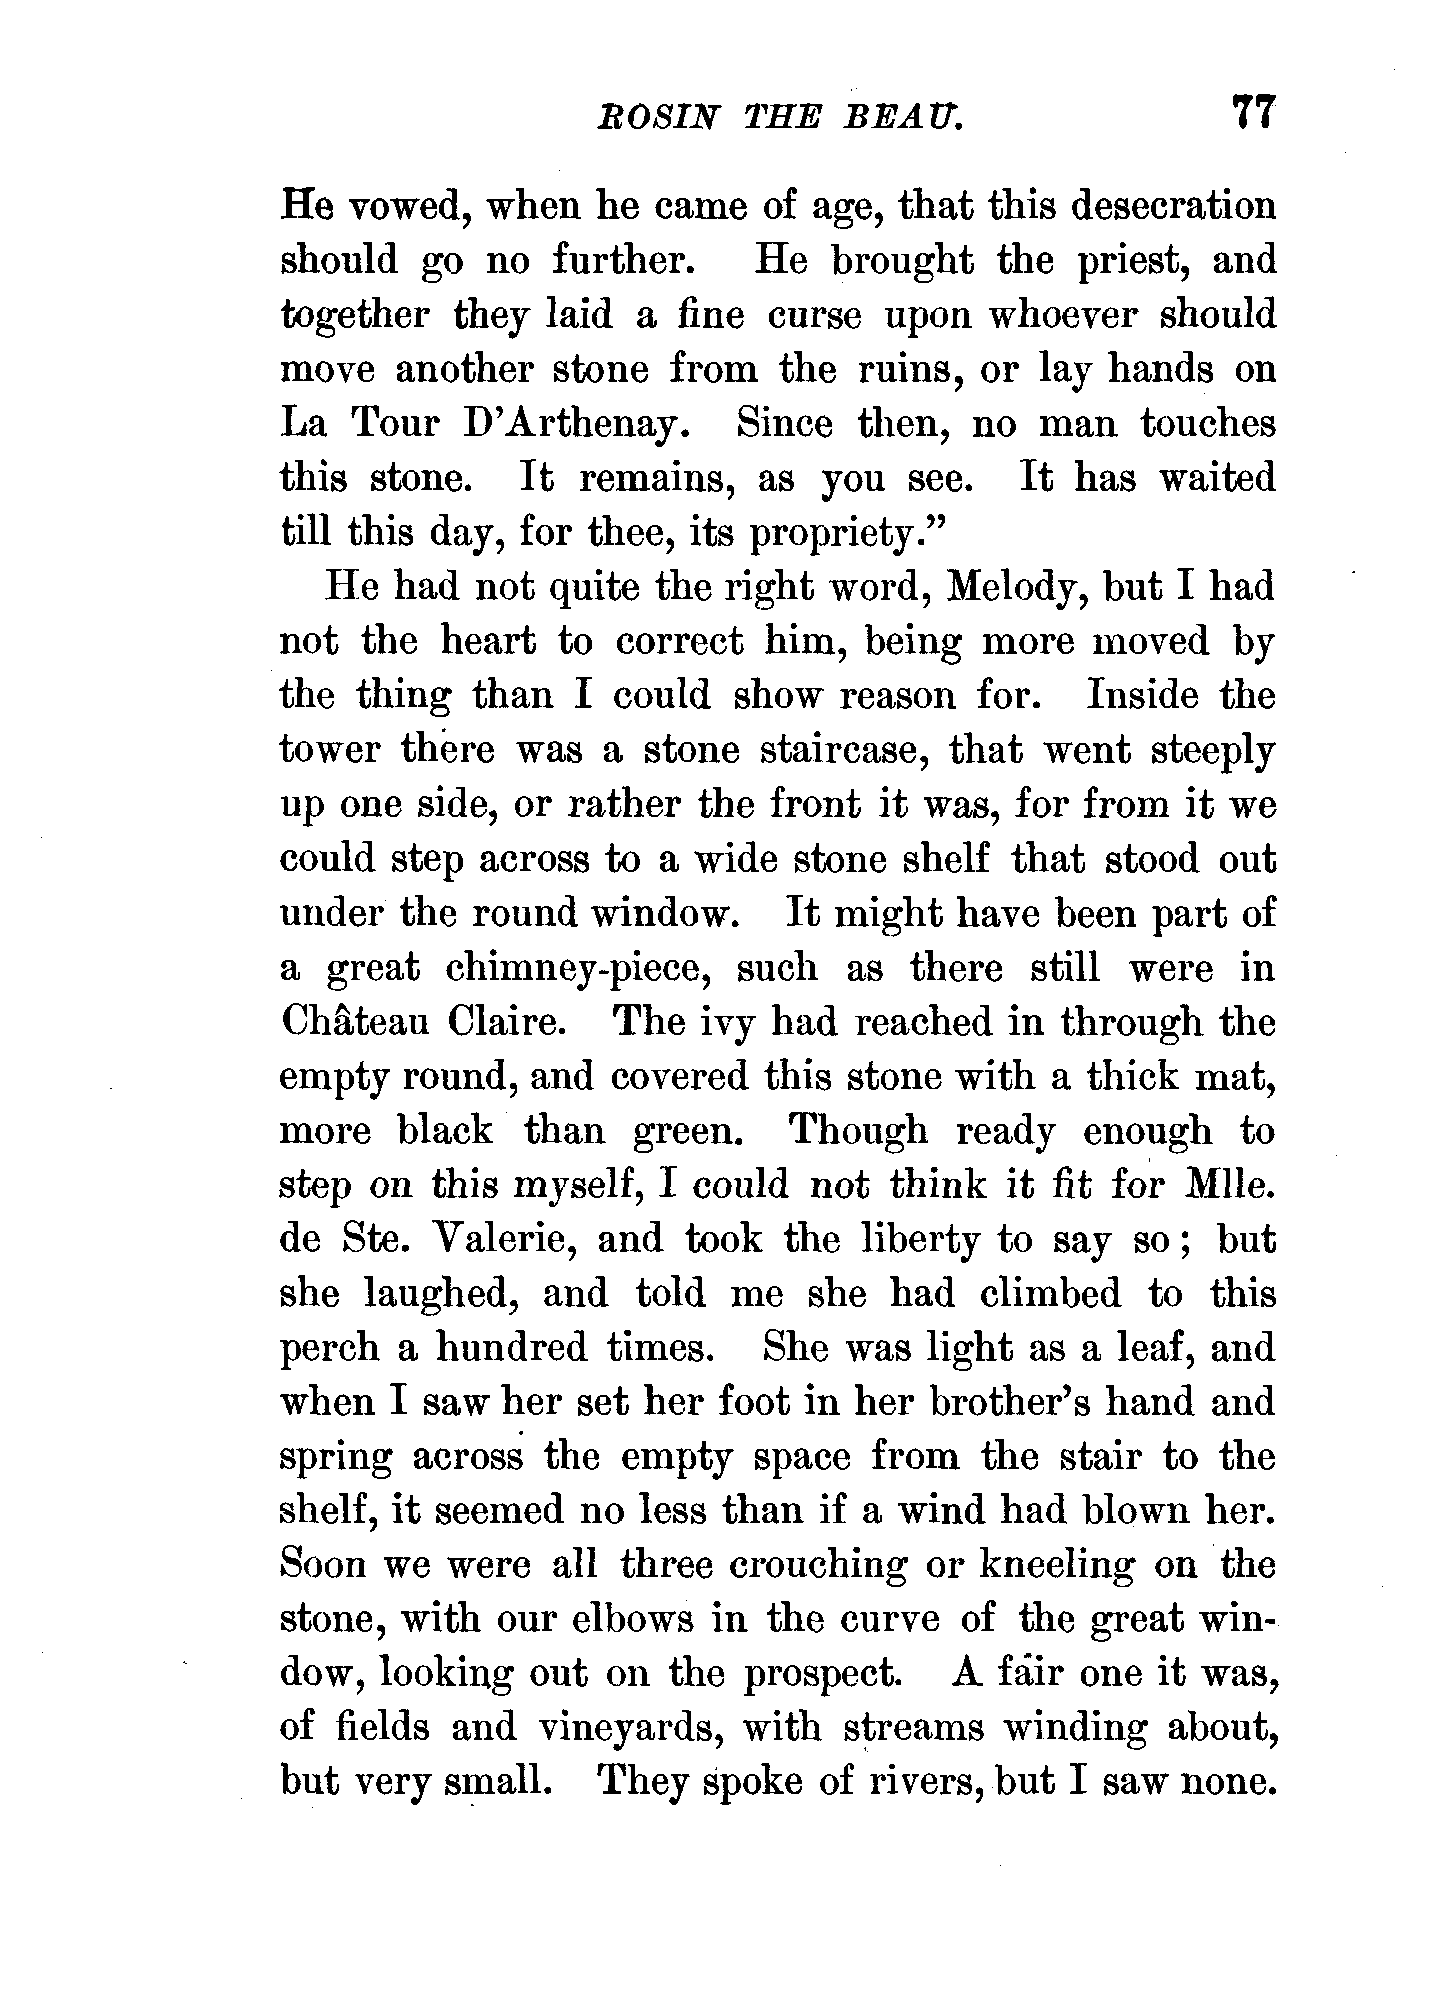 ROSIN THE BEAU. 77
He vowed, when he came of age, that this desecration
should go no further. He brought the priest, and
together they laid a fine curse upon whoever should
move another stone from the ruins, or lay hands on
La Tour D'Arthenay. Since then, no man touches
this stone. It remains, as you see. It has waited
till this day, for thee, its propriety."
He had not quite the right word, Melody, but I had
not the heart to correct him, being more moved by
the thing than I could show reason for. Inside the
tower there was a stone staircase, that went steeply
up one side, or rather the front it was, for from it we
could step across to a wide stone shelf that stood out
under the round window. It might have been part of
a great chimney-piece, such as there still were in
Château Claire. The ivy had reached in through the
empty round, and covered this stone with a thick mat,
more black than green. Though ready enough to
step on this myself, I could not think it fit for Mlle.
de Ste. Valerie, and took the liberty to say so; but
she laughed, and told me she had climbed to this
perch a hundred times. She was light as a leaf, and
when I saw her set her foot in her brother's hand and
spring across the empty space from the stair to the
shelf, it seemed no less than if a wind had blown her.
Soon we were all three crouching or kneeling on the
stone, with our elbows in the curve of the great win-
dow, looking out on the prospect. A fair one it was,
of fields and vineyards, with streams winding about,
but very small. They spoke of rivers, but I saw none.